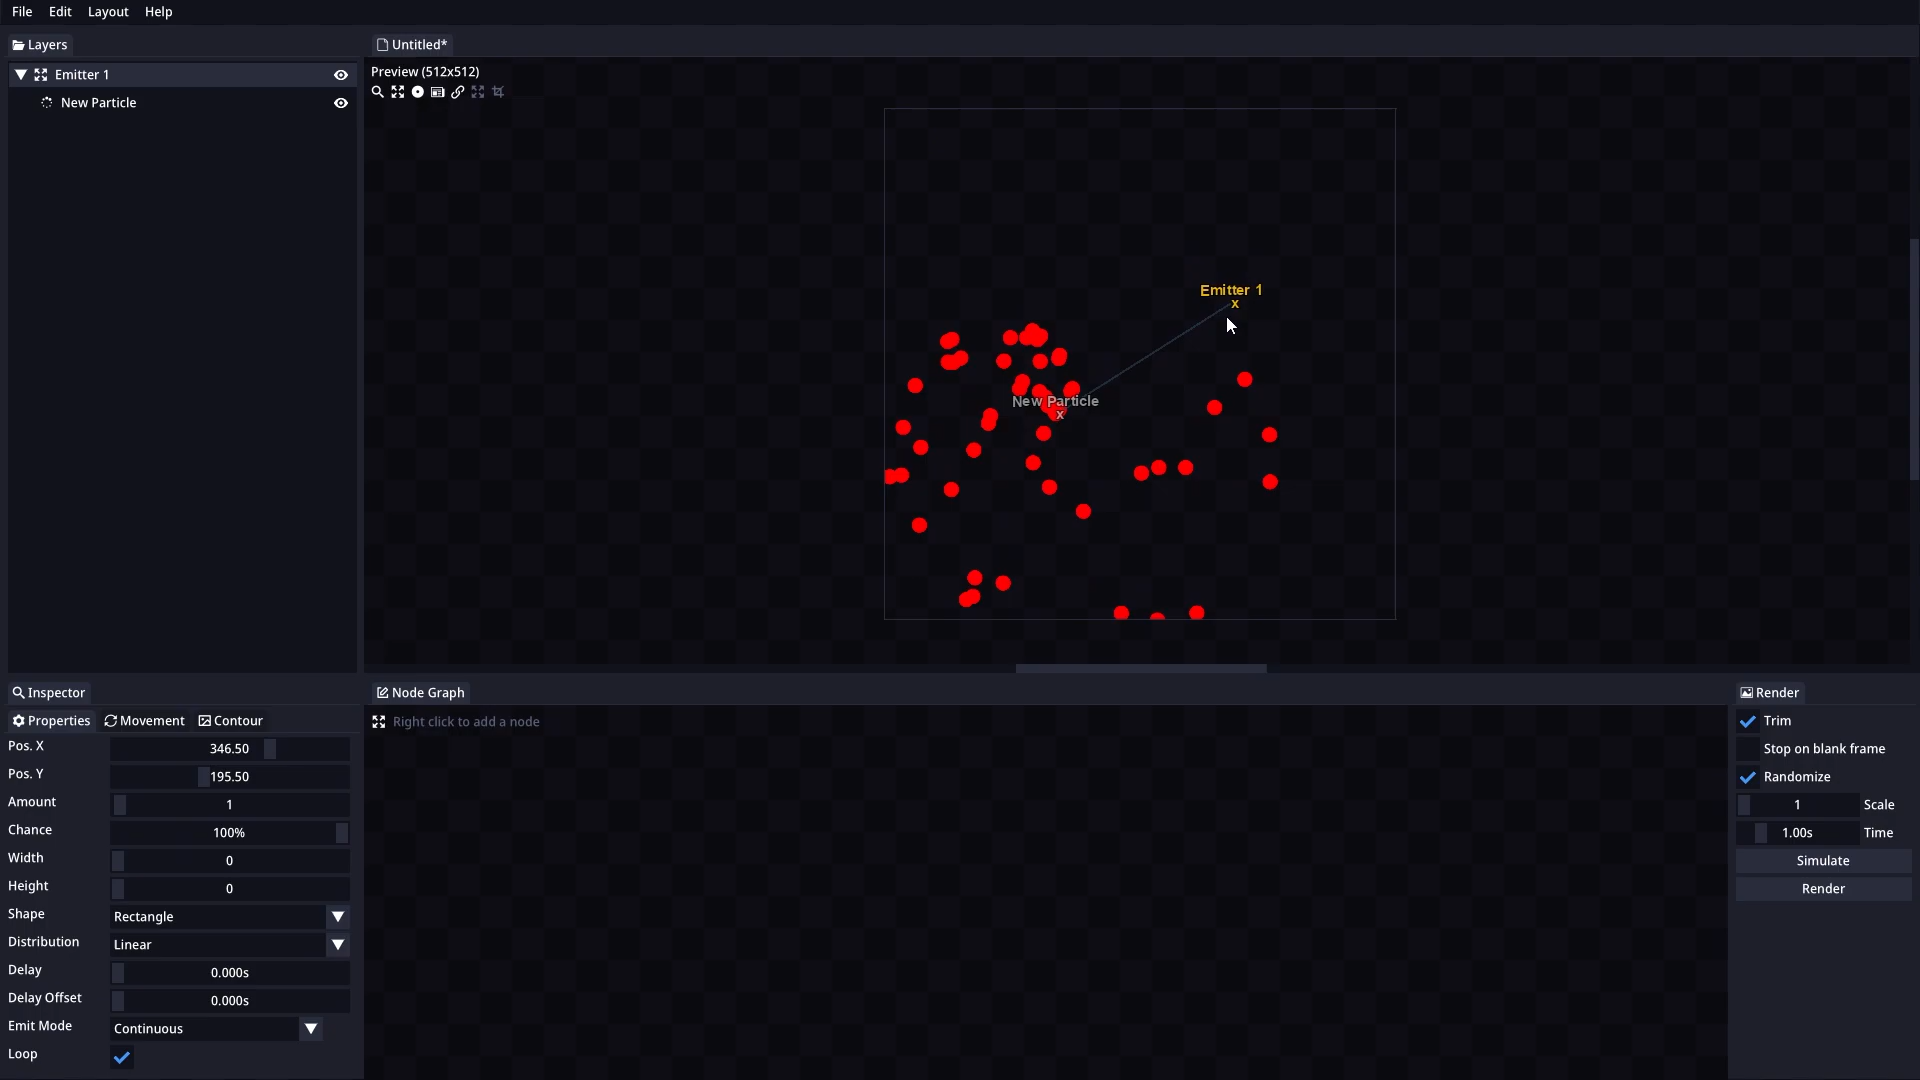 File Edit Layout Help
Layers
Untitled*
Emitter 1
New Particle
Preview (512x512)
Emitter 1
x
New Particle
x
Inspector
Properties Movement Contour
Pos. X 346.50
Pos. Y 195.50
Amount 1
Chance 100%
Width 0
Height 0
Shape Rectangle
Distribution Linear
Delay 0.000s
Delay Offset 0.000s
Emit Mode Continuous
Loop
Node Graph
Right click to add a node
Render
Trim
Stop on blank frame
Randomize
1 Scale
1.00s Time
Simulate
Render